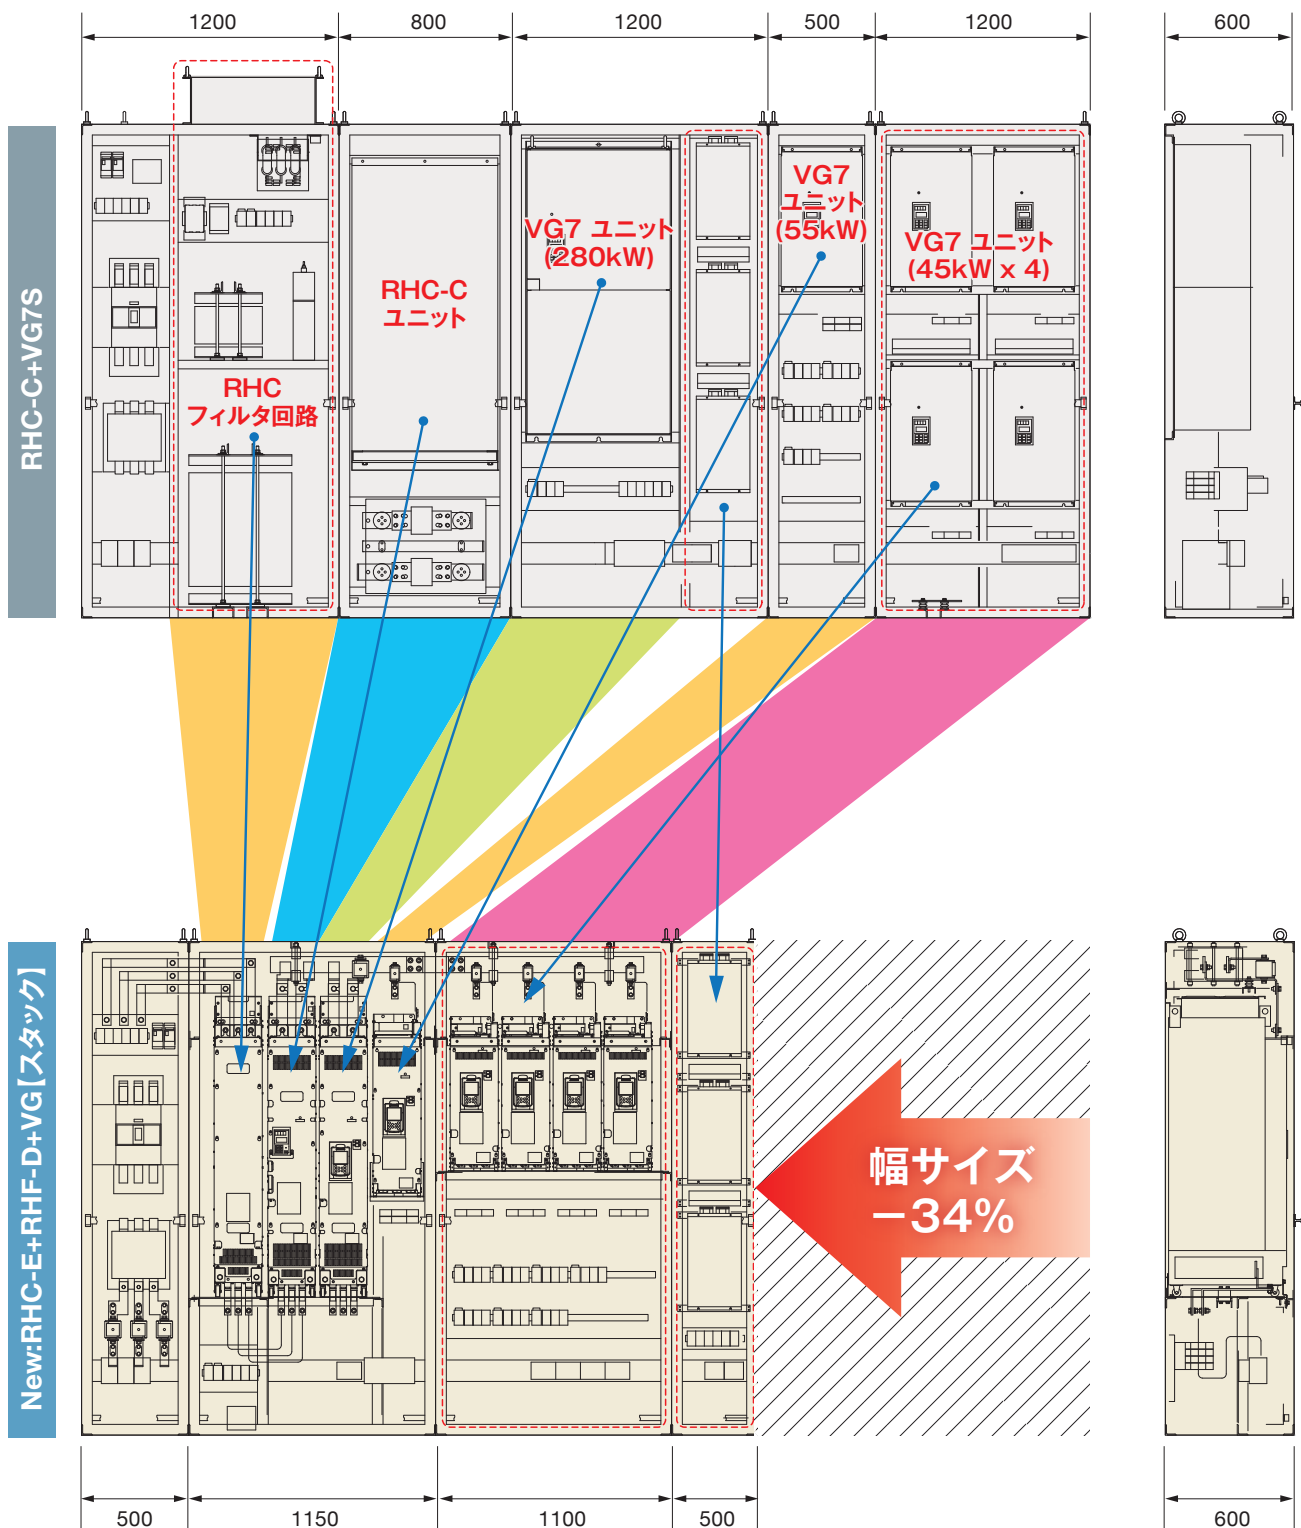 1200
800
1200
500
1200
600
RHC-C+VG7S
RHC
フィルタ回路
RHC-C
ユニット
VG7 ユニット
(280kW)
VG7
ユニット
(55kW)
VG7 ユニット
(45kW x 4)
New:RHC-E+RHF-D+VG【スタック】
幅サイズ
−34%
500
1150
1100
500
600